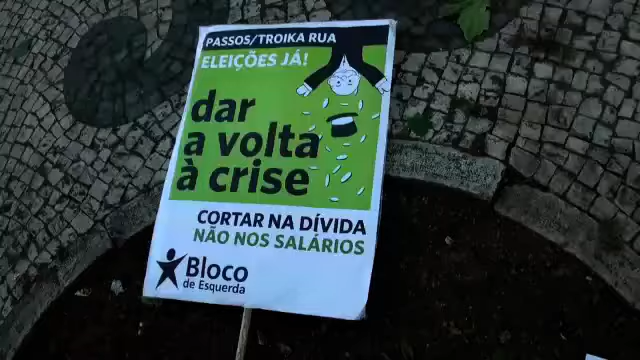 PASSOS/TROIKA RUA
ELEIÇÕES JÁ!
dar
a volta
à crise
CORTAR NA DÍVIDA
NÃO NOS SALÁRIOS
Bloco
de Esquerda